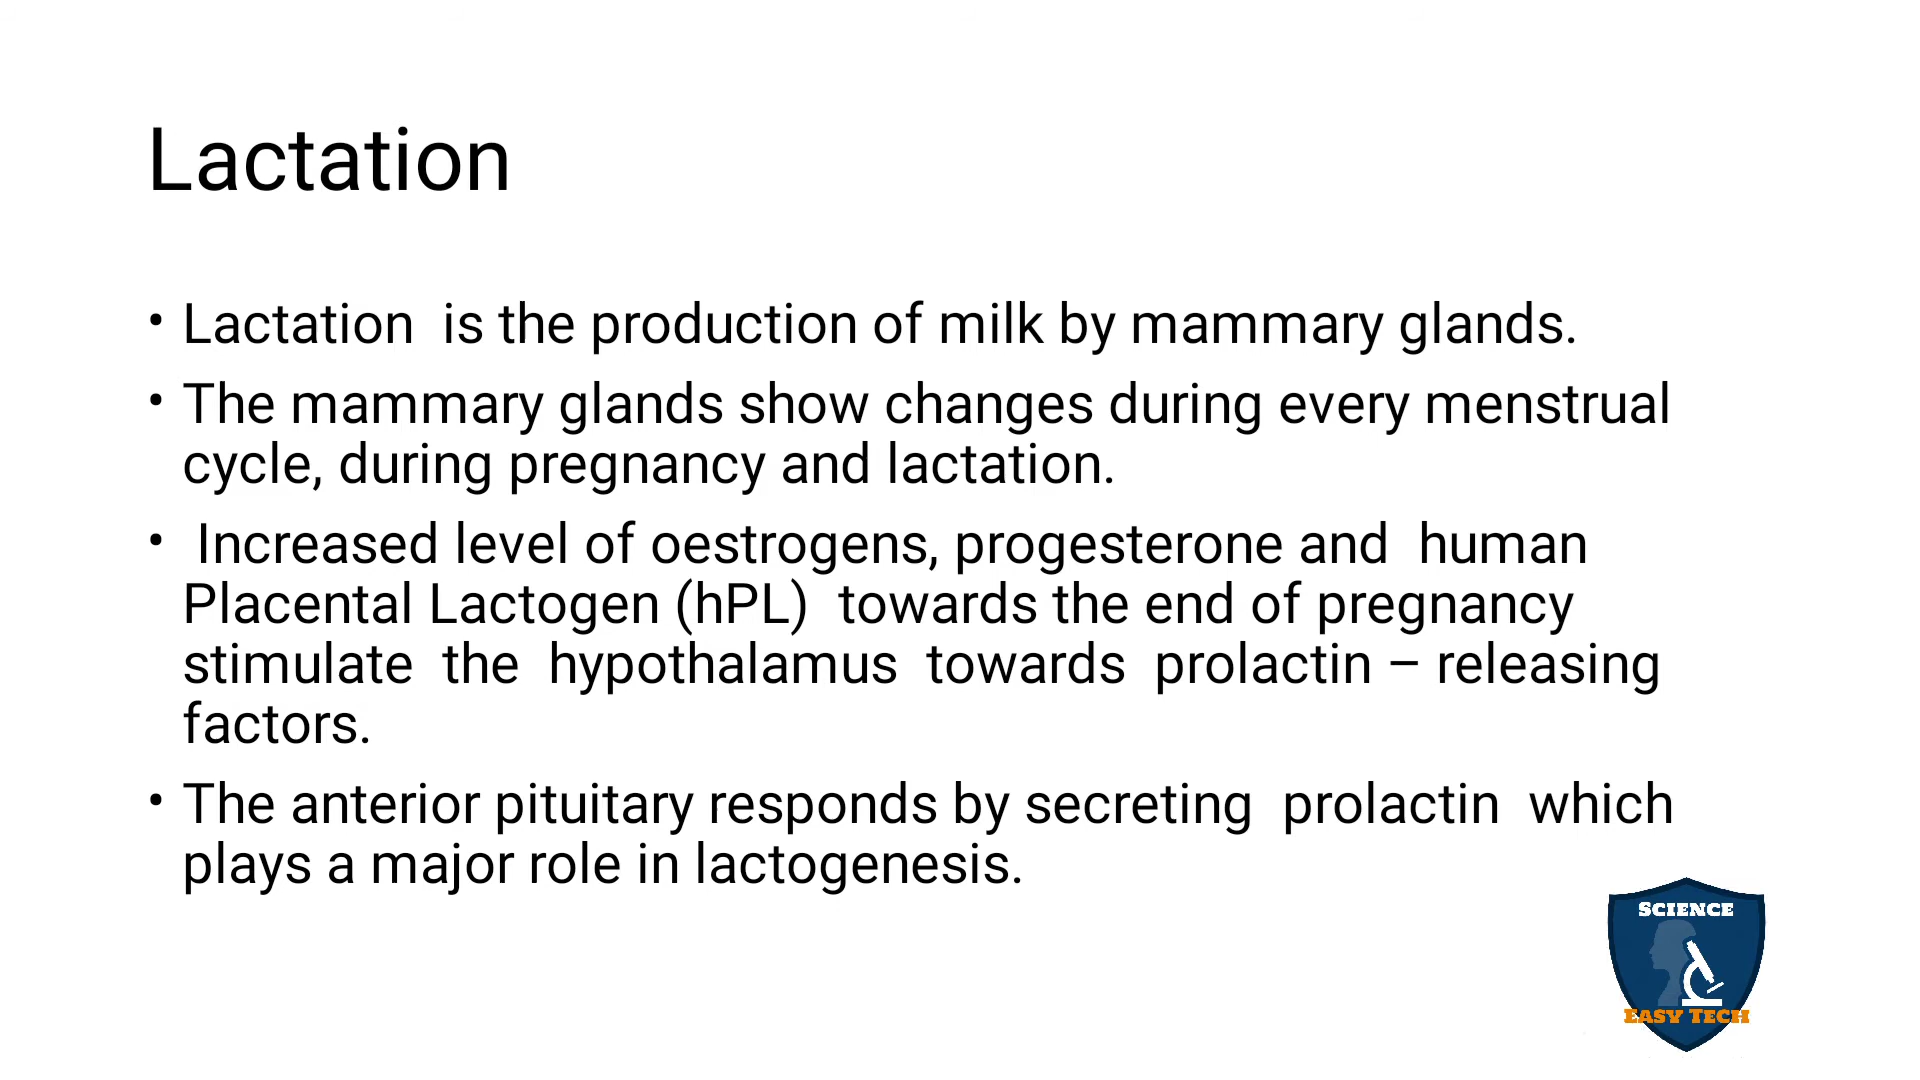 Lactation
• Lactation  is the production of milk by mammary glands.
• The mammary glands show changes during every menstrual
cycle, during pregnancy and lactation.
•  Increased level of oestrogens, progesterone and  human
Placental Lactogen (hPL)  towards the end of pregnancy
stimulate  the  hypothalamus  towards  prolactin – releasing
factors.
• The anterior pituitary responds by secreting  prolactin  which
plays a major role in lactogenesis.
SCIENCE
EASY TECH